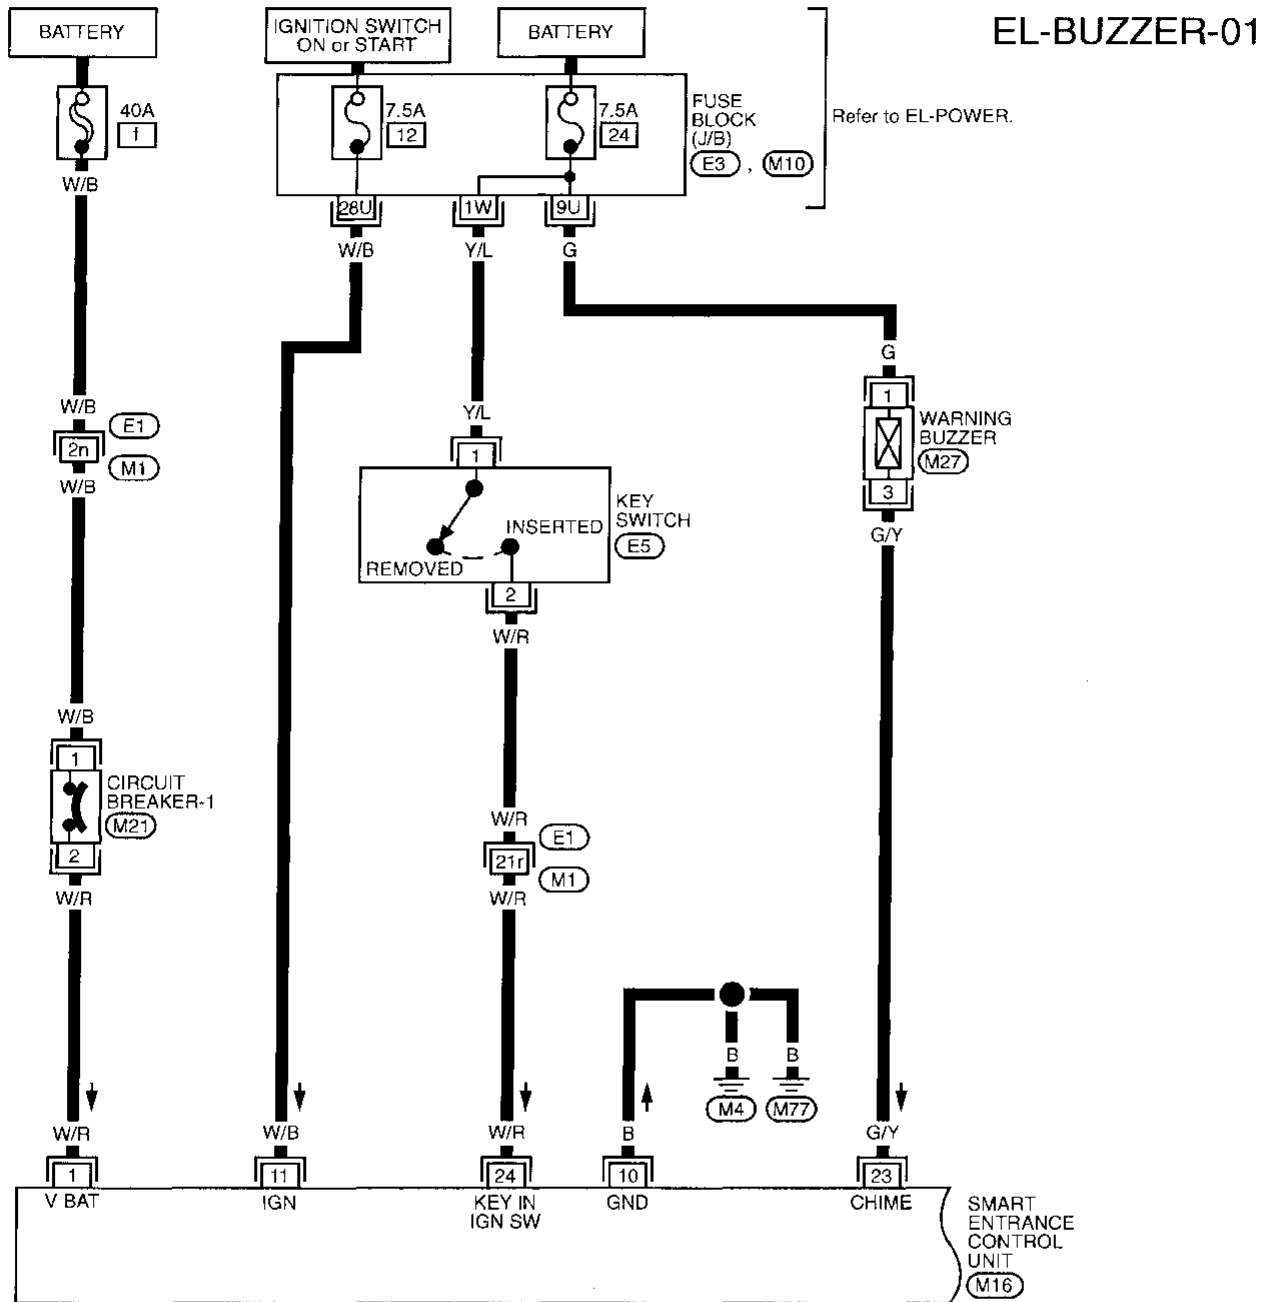 EL-BUZZER-01
BATTERY
IGNITION SWITCH
ON or START
BATTERY
40A
f
7.5A
12
7.5A
24
FUSE
BLOCK
(J/B)
E3 , M10
Refer to EL-POWER.
W/B
28U
1W
9U
W/B
Y/L
G
G
1
WARNING
BUZZER
M27
3
G/Y
W/B
E1
2n
M1
W/B
Y/L
1
KEY
SWITCH
E5
INSERTED
REMOVED
2
W/R
W/B
1
CIRCUIT
BREAKER-1
M21
2
W/R
W/R
E1
21r
M1
W/R
B
B
M4
M77
W/R
W/B
W/R
B
G/Y
1
11
24
10
23
V BAT
IGN
KEY IN
IGN SW
GND
CHIME
SMART
ENTRANCE
CONTROL
UNIT
M16